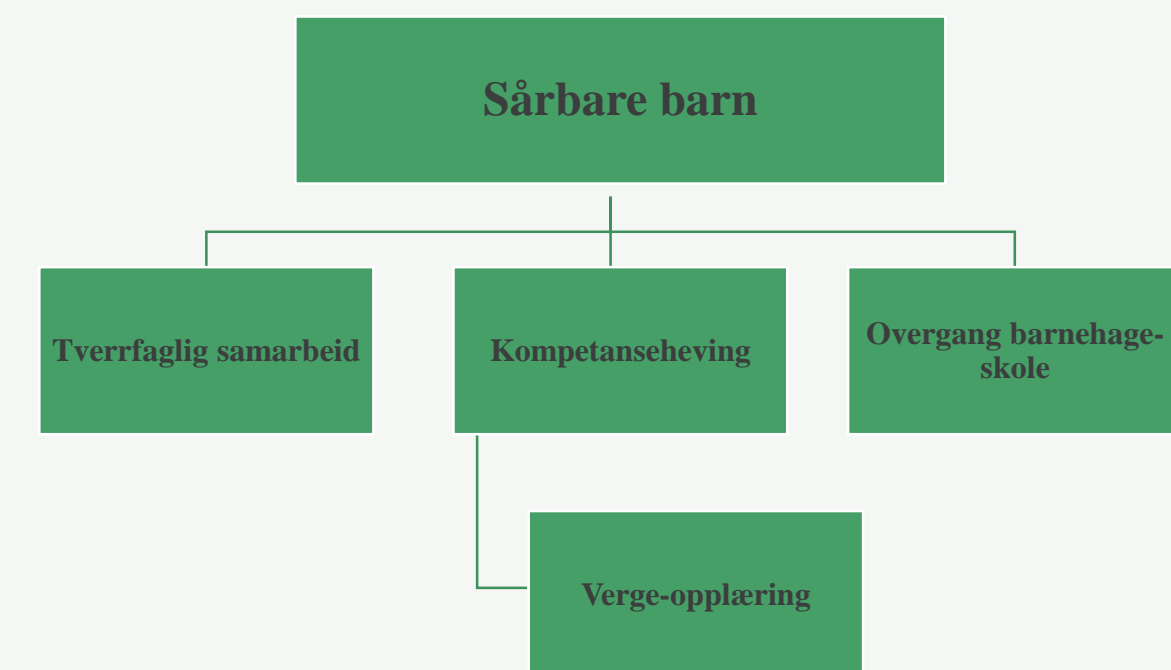 Sårbare barn
Tverrfaglig samarbeid
Kompetanseheving
Overgang barnehage-
skole
Verge-opplæring